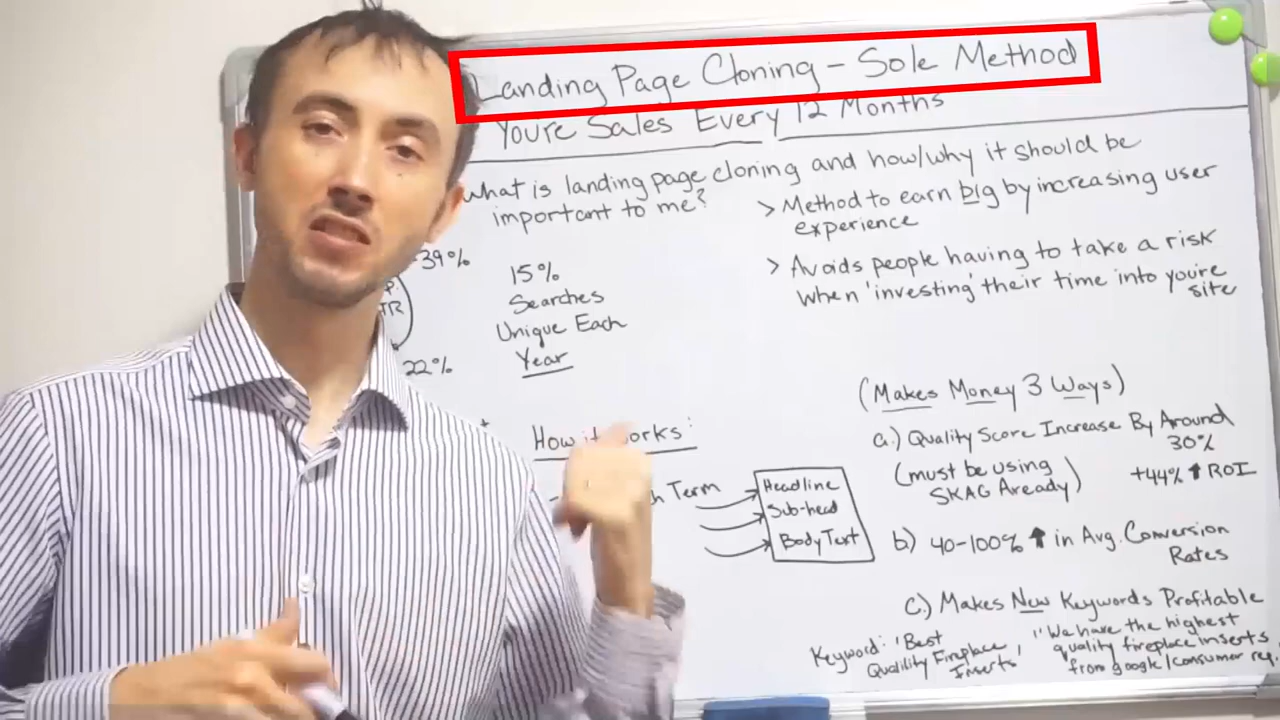 Landing Page Cloning - Sole Method
Youre Sales Every 12 Months
what is landing page cloning and how/why it should be
important to me?
> Method to earn big by increasing user
experience
> Avoids people having to take a risk
when 'investing' their time into you're
site
39%
TR
22%
15%
Searches
Unique Each
Year
How it works:
Term
Headline
Sub-head
Body Text
(Makes Money 3 Ways)
a.) Quality Score Increase By Around
30%
(must be using
SKAG Aready)
+44% ⬆ ROI
b) 40-100% ⬆ in Avg. Conversion
Rates
c.) Makes New Keywords Profitable
Keyword: 'Best
Qualility Fireplace
Inserts'
"We have the highest
quality fireplace inserts
from google/consumer rep.